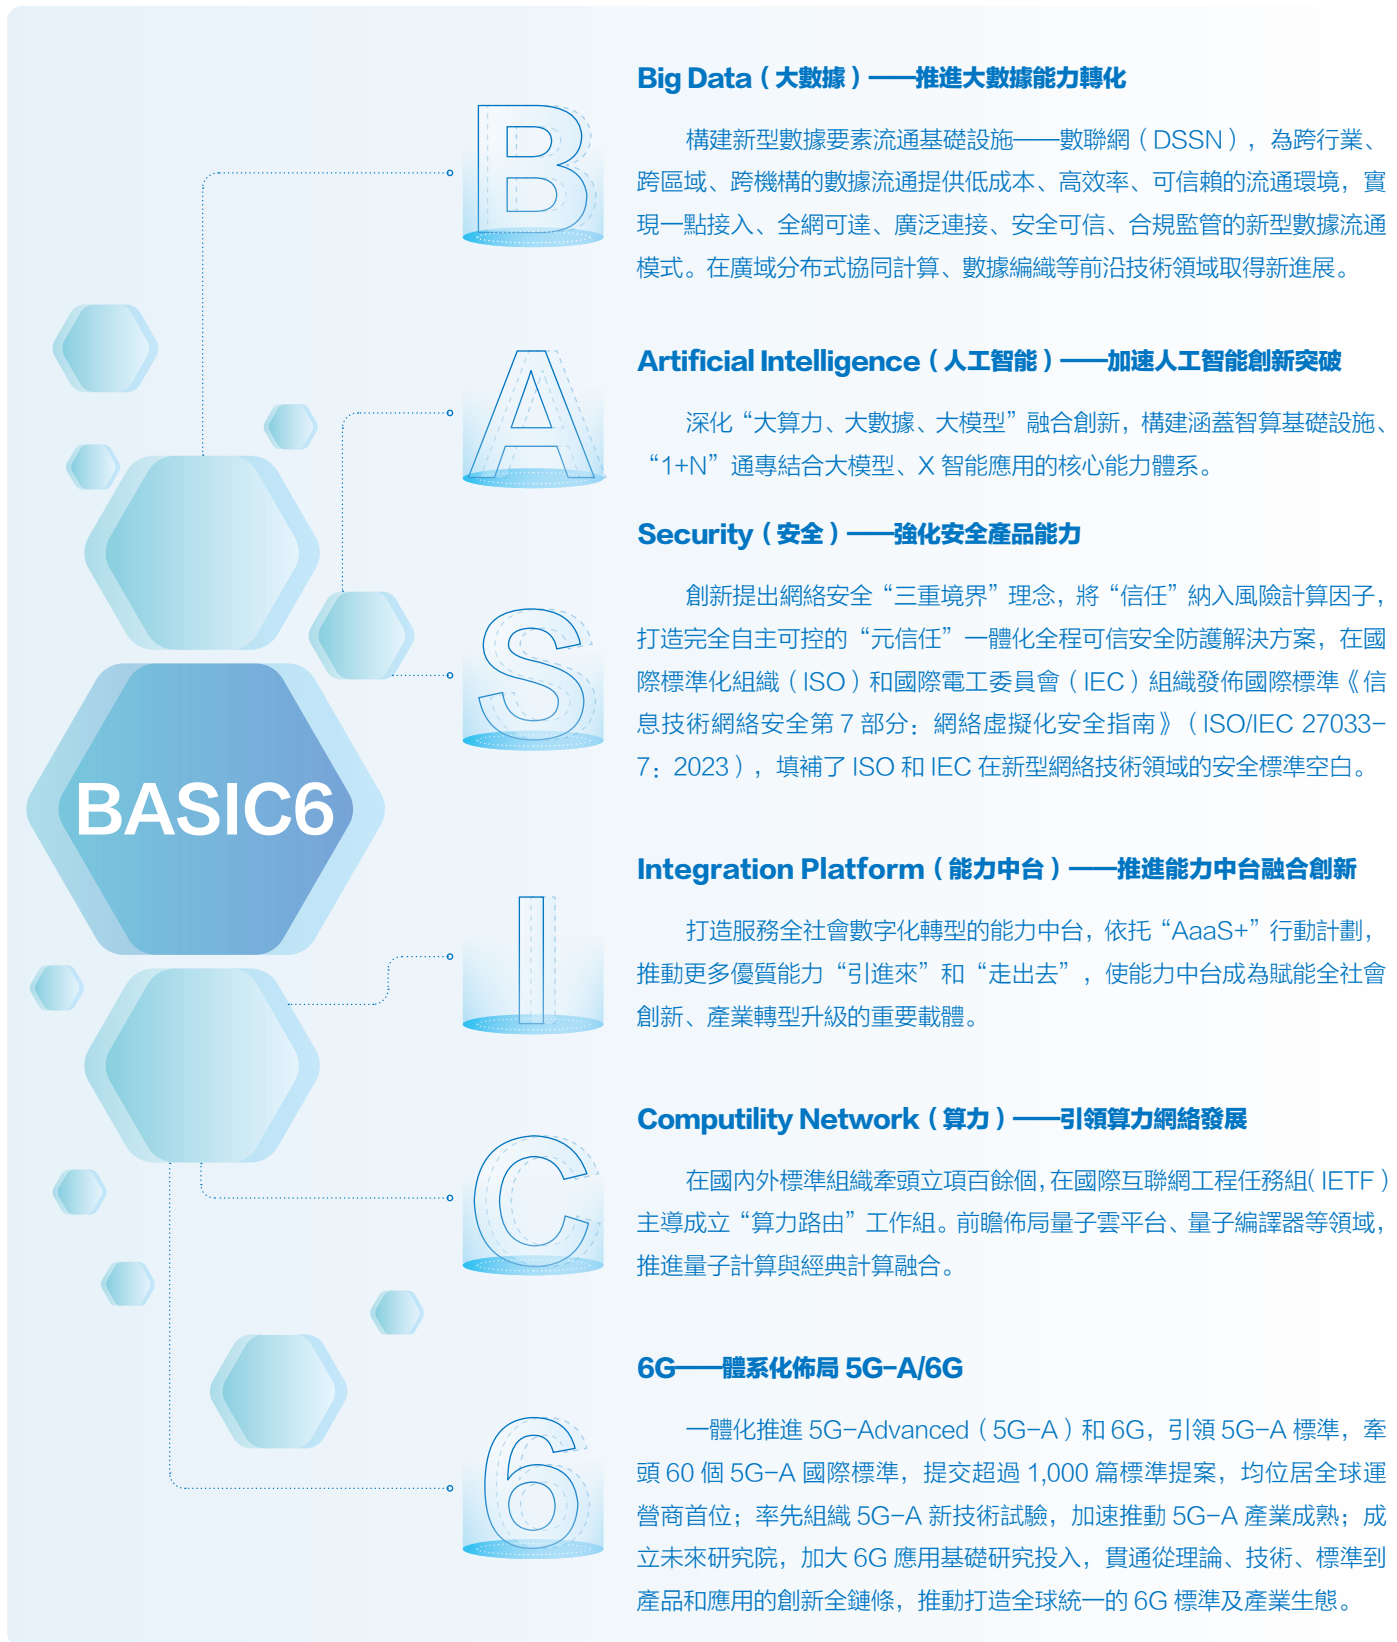 BASIC6
B
Big Data（大數據）——推進大數據能力轉化
構建新型數據要素流通基礎設施——數聯網（DSSN），為跨行業、
跨區域、跨機構的數據流通提供低成本、高效率、可信賴的流通環境，實
現一點接入、全網可達、廣泛連接、安全可信、合規監管的新型數據流通
模式。在廣域分布式協同計算、數據編織等前沿技術領域取得新進展。
A
Artificial Intelligence（人工智能）——加速人工智能創新突破
深化“大算力、大數據、大模型”融合創新，構建涵蓋智算基礎設施、
“1+N”通專結合大模型、X 智能應用的核心能力體系。
S
Security（安全）——強化安全產品能力
創新提出網絡安全“三重境界”理念，將“信任”納入風險計算因子，
打造完全自主可控的“元信任”一體化全程可信安全防護解決方案，在國
際標準化組織（ISO）和國際電工委員會（IEC）組織發佈國際標準《信
息技術網絡安全第 7 部分：網絡虛擬化安全指南》（ISO/IEC 27033-
7：2023），填補了 ISO 和 IEC 在新型網絡技術領域的安全標準空白。
I
Integration Platform（能力中台）——推進能力中台融合創新
打造服務全社會數字化轉型的能力中台，依托“AaaS+”行動計劃，
推動更多優質能力“引進來”和“走出去”，使能力中台成為賦能全社會
創新、產業轉型升級的重要載體。
C
Computility Network（算力）——引領算力網絡發展
在國內外標準組織牽頭立項百餘個，在國際互聯網工程任務組（IETF）
主導成立“算力路由”工作組。前瞻佈局量子雲平台、量子編譯器等領域，
推進量子計算與經典計算融合。
6
6G——體系化佈局 5G-A/6G
一體化推進 5G-Advanced（5G-A）和 6G，引領 5G-A 標準，牽
頭 60 個 5G-A 國際標準，提交超過 1,000 篇標準提案，均位居全球運
營商首位；率先組織 5G-A 新技術試驗，加速推動 5G-A 產業成熟；成
立未來研究院，加大 6G 應用基礎研究投入，貫通從理論、技術、標準到
產品和應用的創新全鏈條，推動打造全球統一的 6G 標準及產業生態。